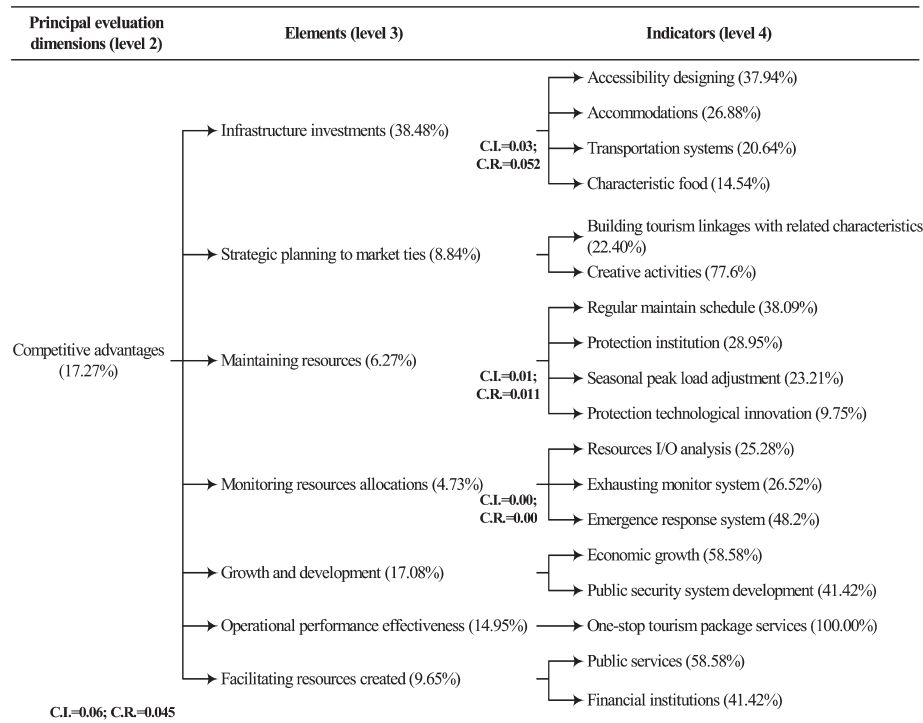 Principal eveluation
dimensions (level 2)
Elements (level 3)
Indicators (level 4)
Competitive advantages
(17.27%)
C.I.=0.06; C.R.=0.045
Infrastructure investments (38.48%)
C.I.=0.03;
C.R.=0.052
Accessibility designing (37.94%)
Accommodations (26.88%)
Transportation systems (20.64%)
Characteristic food (14.54%)
Strategic planning to market ties (8.84%)
Building tourism linkages with related characteristics
(22.40%)
Creative activities (77.6%)
Maintaining resources (6.27%)
C.I.=0.01;
C.R.=0.011
Regular maintain schedule (38.09%)
Protection institution (28.95%)
Seasonal peak load adjustment (23.21%)
Protection technological innovation (9.75%)
Monitoring resources allocations (4.73%)
C.I.=0.00;
C.R.=0.00
Resources I/O analysis (25.28%)
Exhausting monitor system (26.52%)
Emergence response system (48.2%)
Growth and development (17.08%)
Economic growth (58.58%)
Public security system development (41.42%)
Operational performance effectiveness (14.95%)
One-stop tourism package services (100.00%)
Facilitating resources created (9.65%)
Public services (58.58%)
Financial institutions (41.42%)